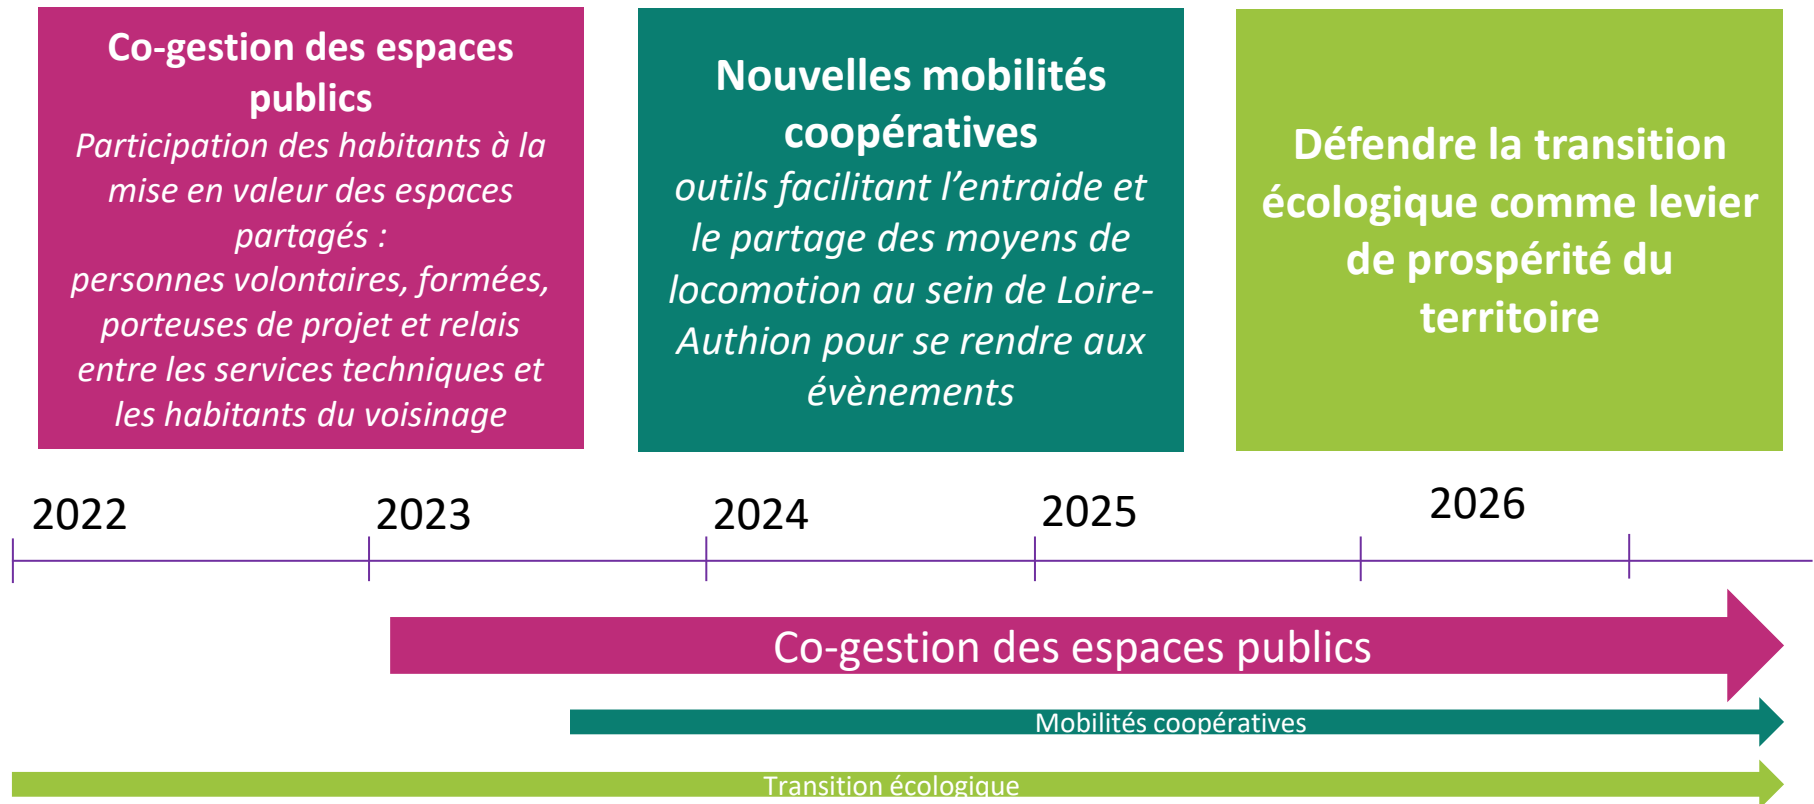 Co-gestion des espaces
publics
Participation des habitants à la
mise en valeur des espaces
partagés :
personnes volontaires, formées,
porteuses de projet et relais
entre les services techniques et
les habitants du voisinage
Nouvelles mobilités
coopératives
outils facilitant l’entraide et
le partage des moyens de
locomotion au sein de Loire-
Authion pour se rendre aux
évènements
Défendre la transition
écologique comme levier
de prospérité du
territoire
2022 2023 2024 2025 2026
Co-gestion des espaces publics
Mobilités coopératives
Transition écologique